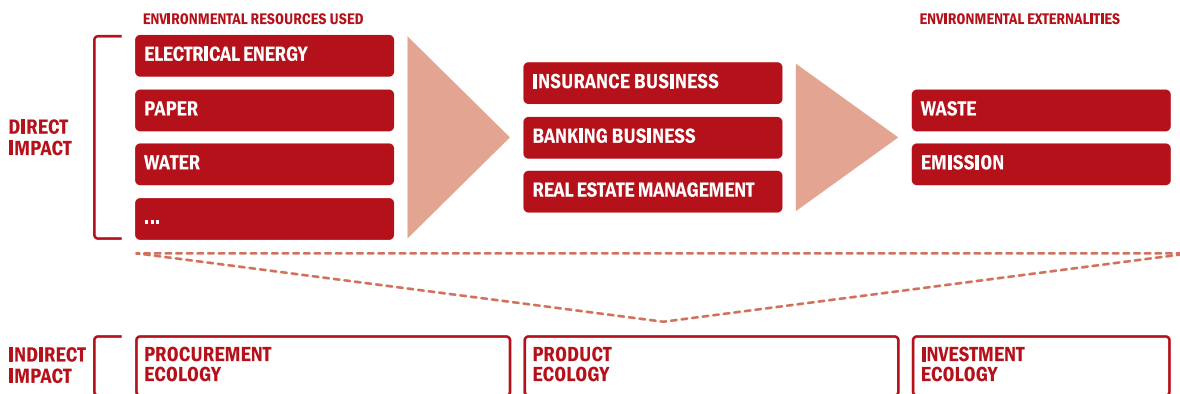 ENVIRONMENTAL RESOURCES USED
ENVIRONMENTAL EXTERNALITIES
DIRECT
IMPACT
ELECTRICAL ENERGY
PAPER
WATER
...
INSURANCE BUSINESS
BANKING BUSINESS
REAL ESTATE MANAGEMENT
WASTE
EMISSION
INDIRECT
IMPACT
PROCUREMENT
ECOLOGY
PRODUCT
ECOLOGY
INVESTMENT
ECOLOGY